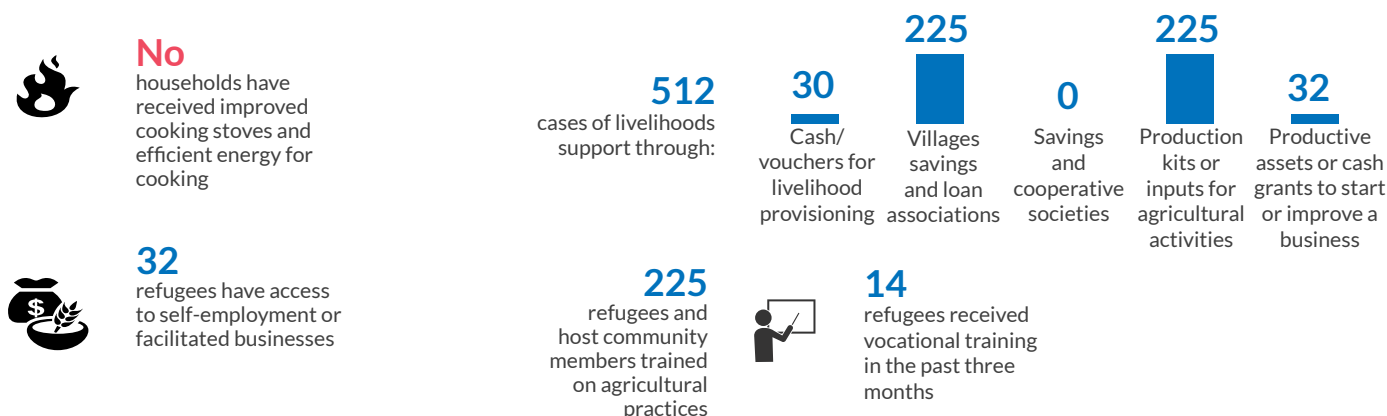 No
households have
received improved
cooking stoves and
efficient energy for
cooking
512
cases of livelihoods
support through:
30
Cash/
vouchers for
livelihood
provisioning
225
Villages
savings
and loan
associations
0
Savings
and
cooperative
societies
225
Production
kits or
inputs for
agricultural
activities
32
Productive
assets or cash
grants to start
or improve a
business
32
refugees have access
to self-employment or
facilitated businesses
$
225
refugees and
host community
members trained
on agricultural
practices
14
refugees received
vocational training
in the past three
months